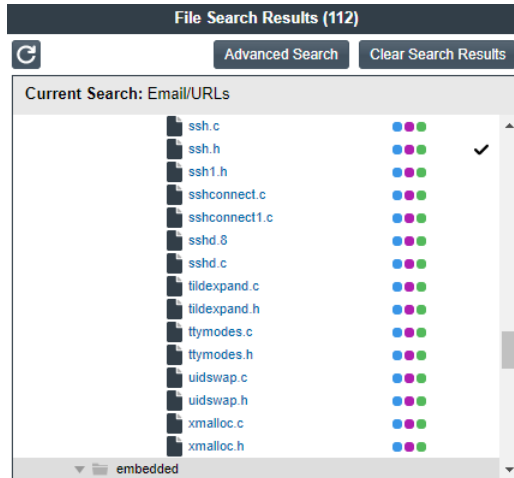 File Search Results (112)
Advanced Search Clear Search Results
Current Search: Email/URLs
ssh.c
ssh.h
ssh1.h
sshconnect.c
sshconnect1.c
sshd.8
sshd.c
tildexpand.c
tildexpand.h
ttymodes.c
ttymodes.h
uidswap.c
uidswap.h
xmalloc.c
xmalloc.h
embedded